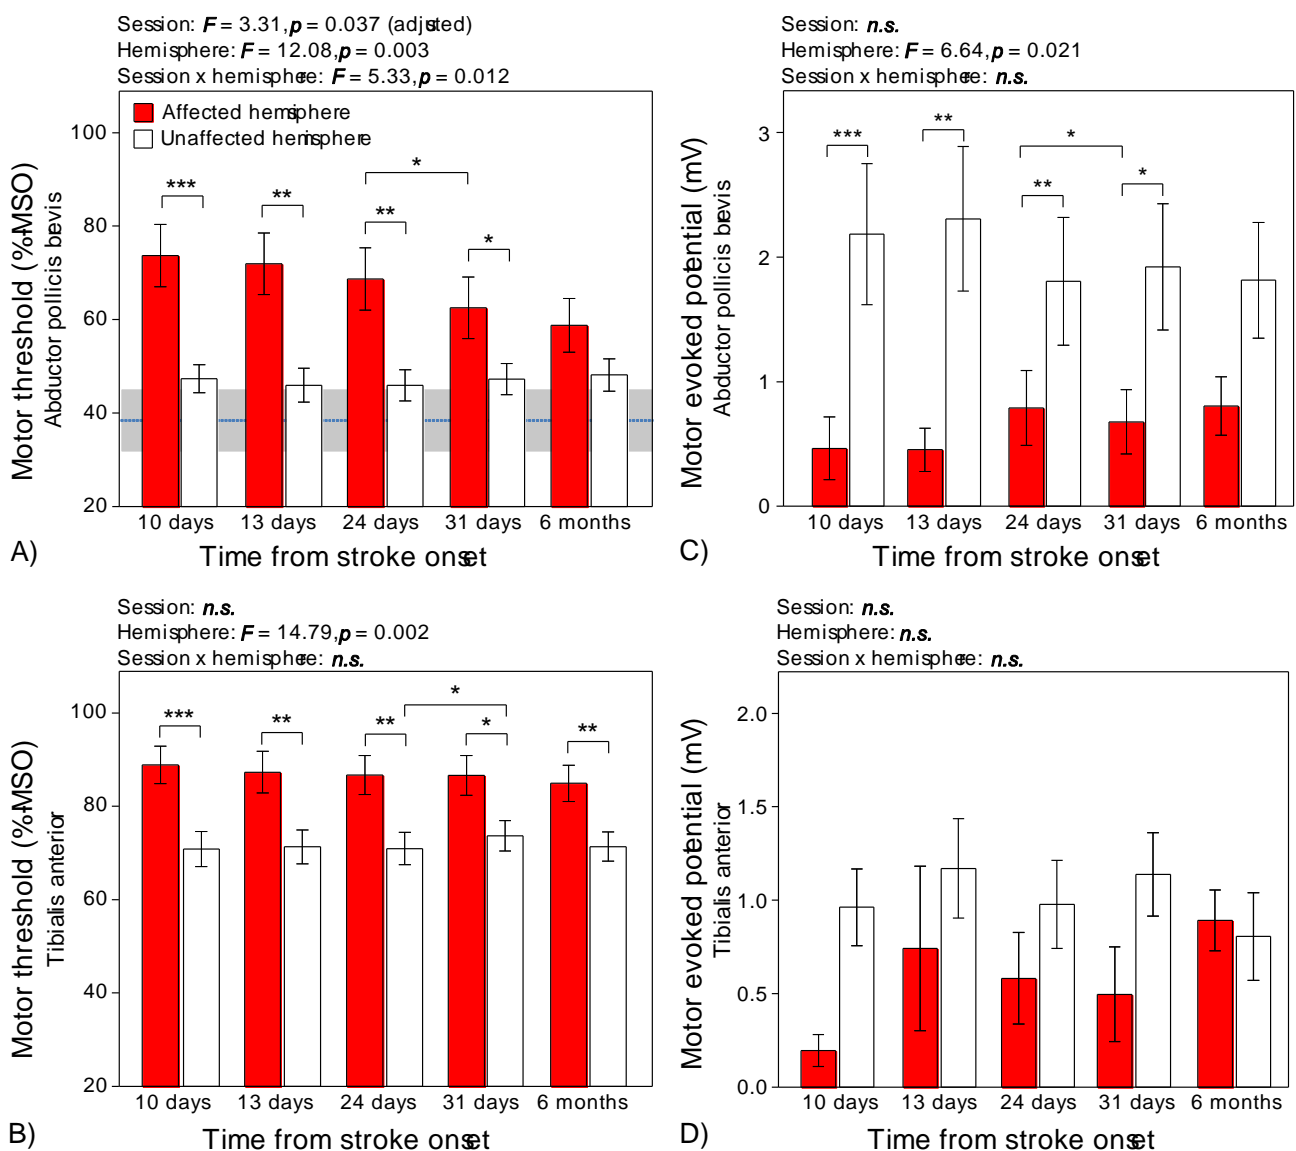 Session: F = 3.31, p = 0.037 (adjusted)
Hemisphere: F = 12.08, p = 0.003
Session x hemisphere: F = 5.33, p = 0.012
Affected hemisphere
Unaffected hemisphere
Motor threshold (%-MSO)
Abductor pollicis bevis
100
80
60
40
20
***
**
**
*
*
10 days 13 days 24 days 31 days 6 months
A) Time from stroke onset
Session: n.s.
Hemisphere: F = 6.64, p = 0.021
Session x hemisphere: n.s.
Motor evoked potential (mV)
Abductor pollicis bevis
3
2
1
0
***
**
*
**
*
10 days 13 days 24 days 31 days 6 months
C) Time from stroke onset
Session: n.s.
Hemisphere: F = 14.79, p = 0.002
Session x hemisphere: n.s.
Motor threshold (%-MSO)
Tibialis anterior
100
80
60
40
20
***
**
**
*
*
**
10 days 13 days 24 days 31 days 6 months
B) Time from stroke onset
Session: n.s.
Hemisphere: n.s.
Session x hemisphere: n.s.
Motor evoked potential (mV)
Tibialis anterior
2.0
1.5
1.0
0.5
0.0
10 days 13 days 24 days 31 days 6 months
D) Time from stroke onset